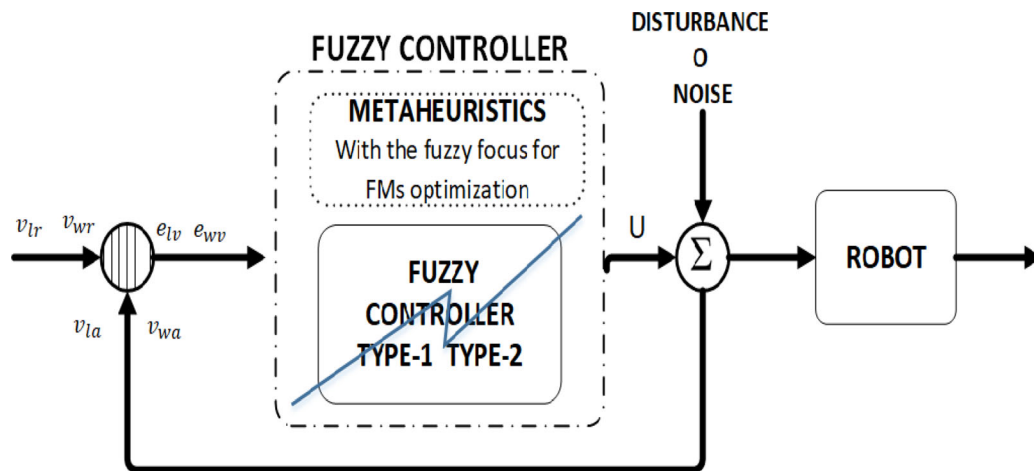 FUZZY CONTROLLER
DISTURBANCE
O
NOISE
METAHEURISTICS
With the fuzzy focus for
FMs optimization
v_lr v_wr e_lv e_wv
U
Σ
ROBOT
FUZZY
CONTROLLER
TYPE-1 TYPE-2
v_la v_wa